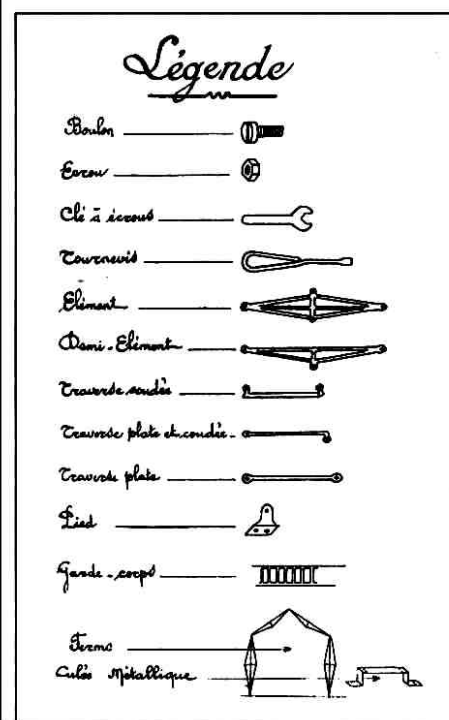 Légende
Boulon
Ecrou
Clé à écrous
Tournevis
Elément
Demi-Elément
Traverse coudée
Traverse plate et coudée
Traverse plate
Pied
Garde-corps
Ferme
Culée Métallique